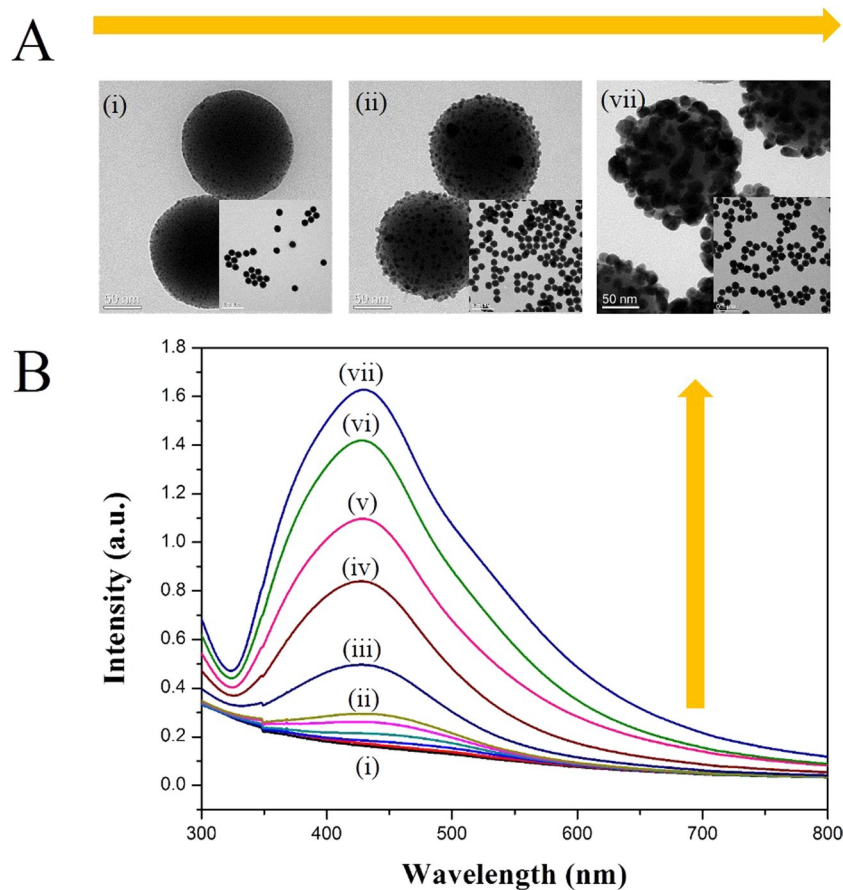 A
(i)
(ii)
(vii)
50 nm
50 nm
50 nm
B
1.8
1.6
1.4
1.2
1.0
0.8
0.6
0.4
0.2
0.0
Intensity (a.u.)
(vii)
(vi)
(v)
(iv)
(iii)
(ii)
(i)
300
400
500
600
700
800
Wavelength (nm)